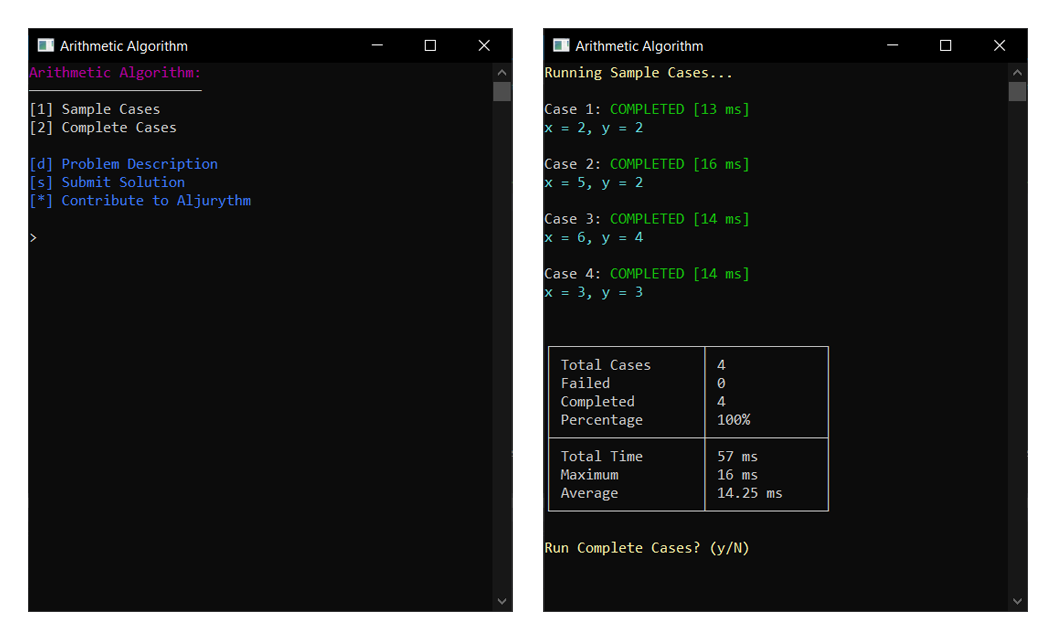 Arithmetic Algorithm
Arithmetic Algorithm:
[1] Sample Cases
[2] Complete Cases
[d] Problem Description
[s] Submit Solution
[*] Contribute to Aljurythm
>
Arithmetic Algorithm
Running Sample Cases...
Case 1: COMPLETED [13 ms]
x = 2, y = 2
Case 2: COMPLETED [16 ms]
x = 5, y = 2
Case 3: COMPLETED [14 ms]
x = 6, y = 4
Case 4: COMPLETED [14 ms]
x = 3, y = 3
Total Cases 4
Failed 0
Completed 4
Percentage 100%
Total Time 57 ms
Maximum 16 ms
Average 14.25 ms
Run Complete Cases? (y/N)